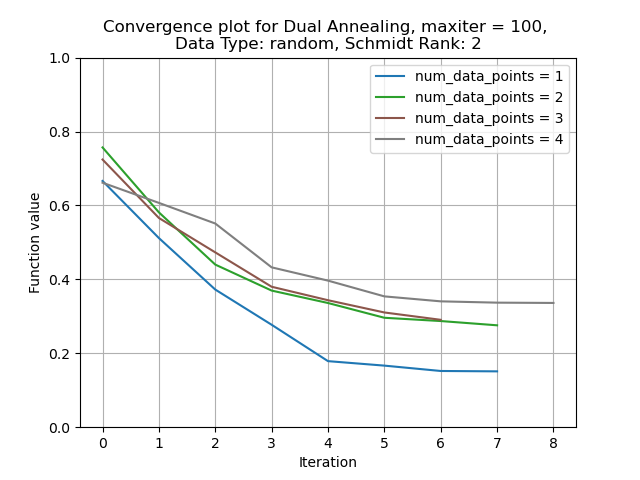 Convergence plot for Dual Annealing, maxiter = 100,
Data Type: random, Schmidt Rank: 2
num_data_points = 1
num_data_points = 2
num_data_points = 3
num_data_points = 4
Function value
1.0
0.8
0.6
0.4
0.2
0.0
0 1 2 3 4 5 6 7 8
Iteration